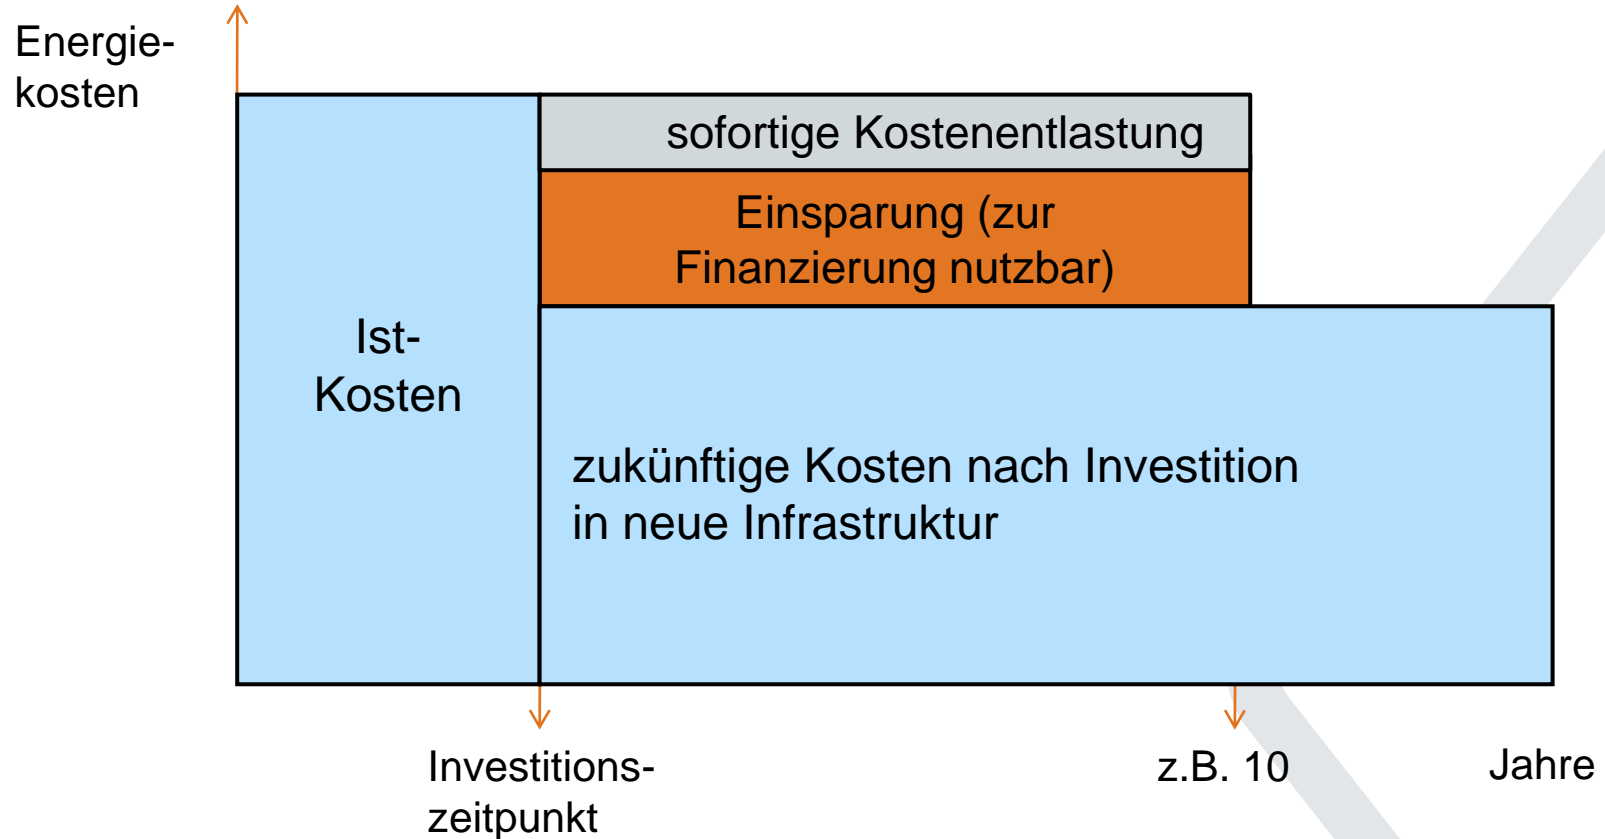 Energie-
kosten
sofortige Kostenentlastung
Einsparung (zur
Finanzierung nutzbar)
Ist-
Kosten
zukünftige Kosten nach Investition
in neue Infrastruktur
Investitions-
zeitpunkt
z.B. 10
Jahre